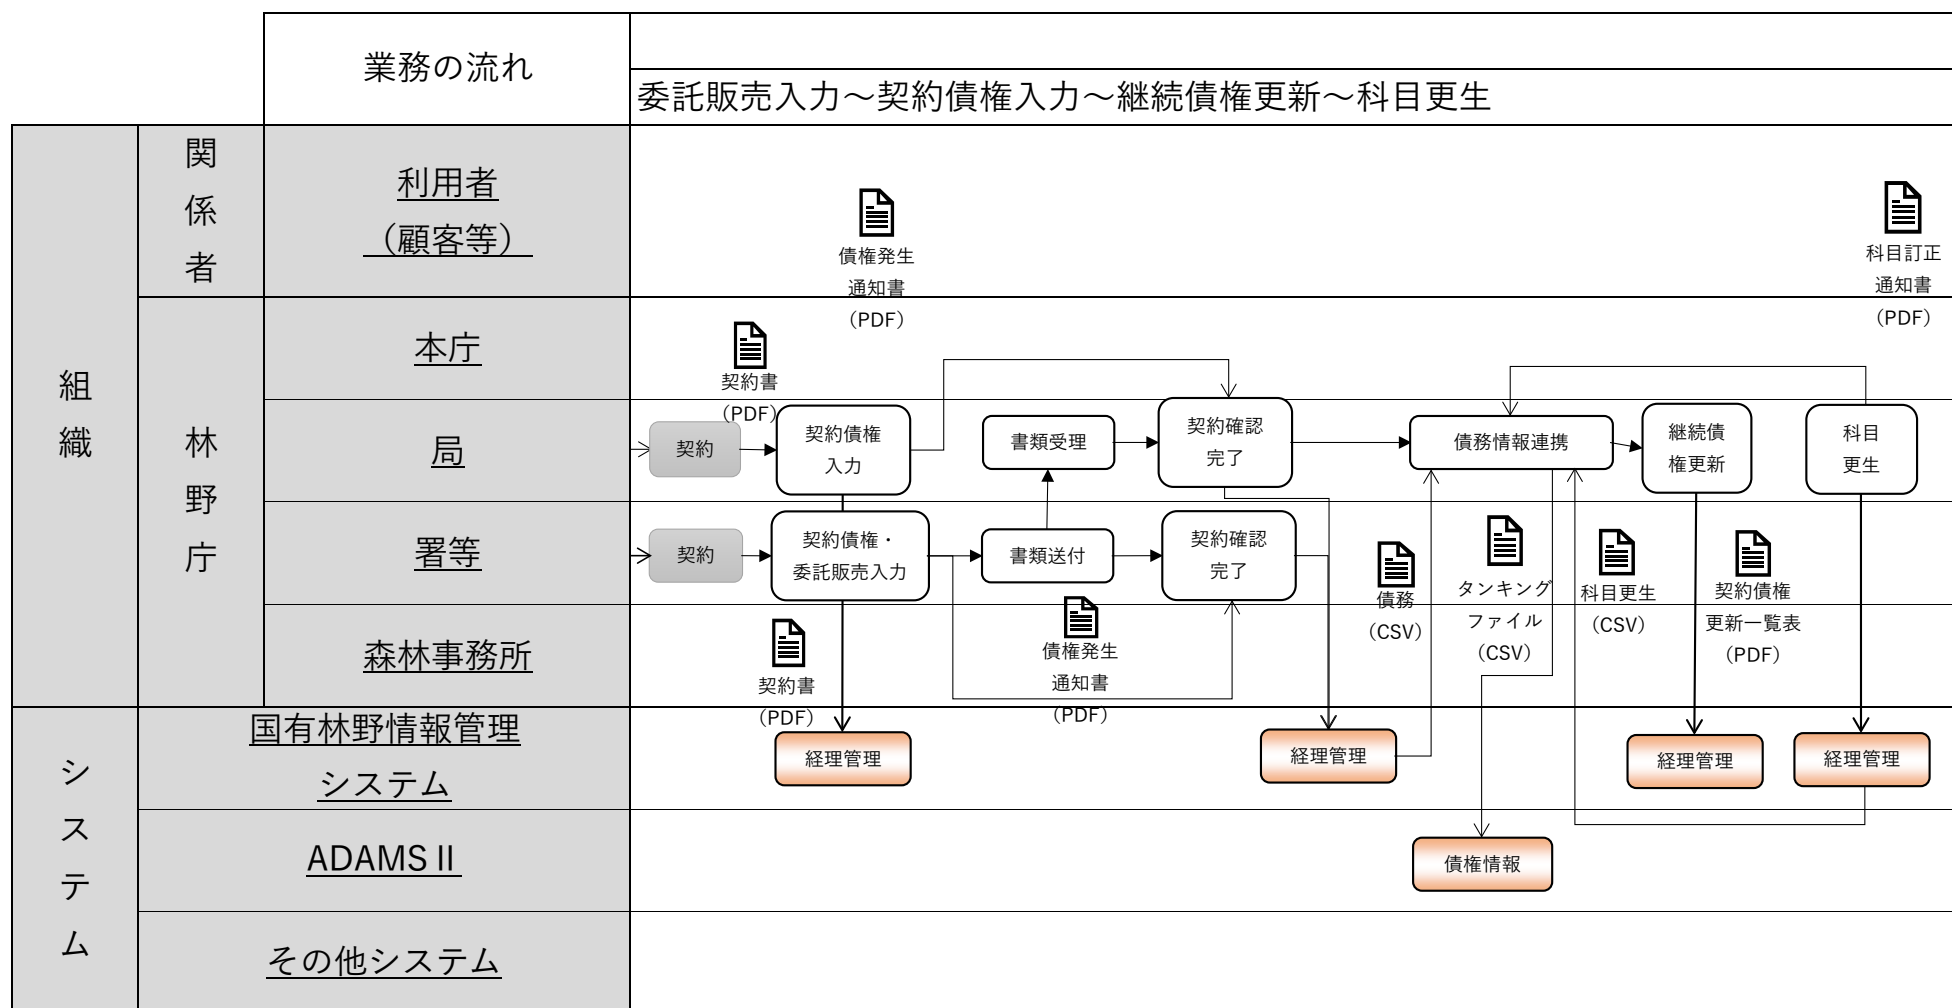 業務の流れ
委託販売入力～契約債権入力～継続債権更新～科目更生
組織
関係者
利用者
（顧客等）
債権発生
通知書
（PDF）
科目訂正
通知書
（PDF）
林野庁
本庁
契約書
（PDF）
局
契約
契約債権
入力
書類受理
契約確認
完了
債務情報連携
継続債
権更新
科目
更生
署等
契約
契約債権・
委託販売入力
書類送付
契約確認
完了
債務
（CSV）
タンキング
ファイル
（CSV）
科目更生
（CSV）
契約債権
更新一覧表
（PDF）
森林事務所
契約書
（PDF）
債権発生
通知書
（PDF）
システム
国有林野情報管理
システム
経理管理
経理管理
経理管理
経理管理
ADAMSⅡ
債権情報
その他システム